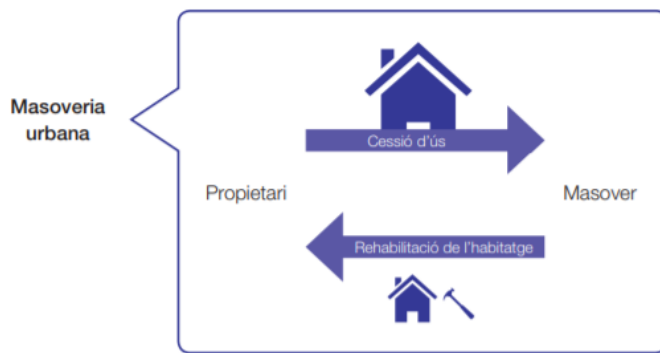 Masoveria
urbana
Cessió d'ús
Propietari
Masover
Rehabilitació de l'habitatge